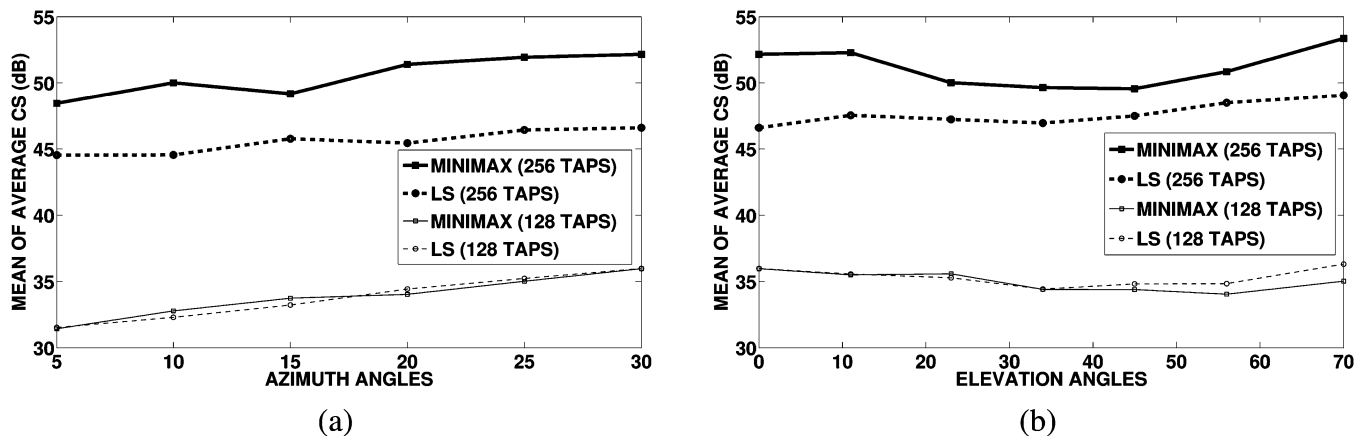 55
50
45
40
35
30
MEAN OF AVERAGE CS (dB)
MINIMAX (256 TAPS)
LS (256 TAPS)
MINIMAX (128 TAPS)
LS (128 TAPS)
5
10
15
20
25
30
AZIMUTH ANGLES
(a)
55
50
45
40
35
30
MEAN OF AVERAGE CS (dB)
MINIMAX (256 TAPS)
LS (256 TAPS)
MINIMAX (128 TAPS)
LS (128 TAPS)
0
10
20
30
40
50
60
70
ELEVATION ANGLES
(b)